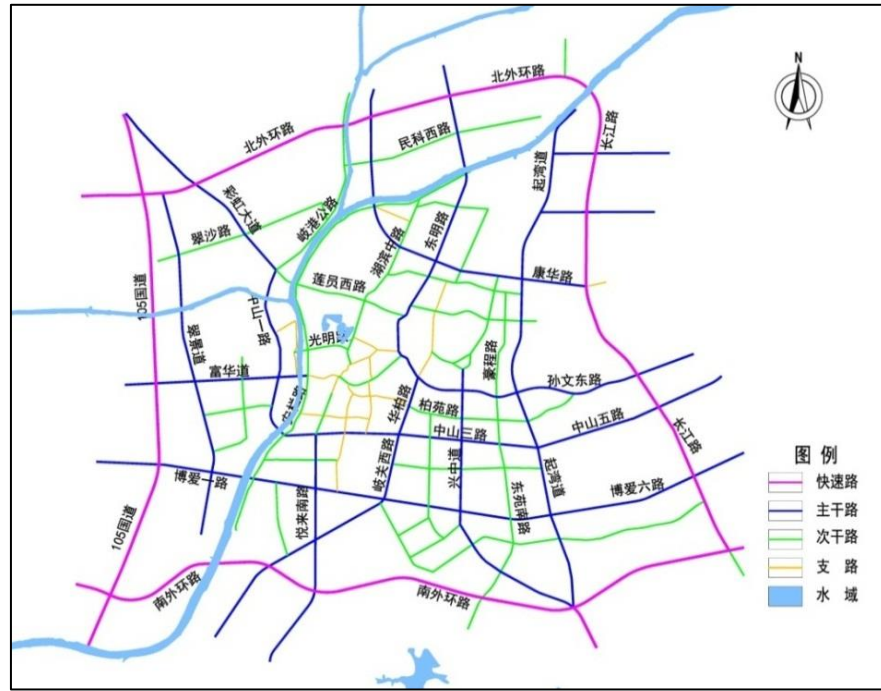 N
北外环路
北外环路
长江路
民科西路
起湾道
彩虹大道
岐港公路
翠沙路
东明路
湖滨中路
康华路
莲员西路
105国道
中山一路
光明路
豪程路
富华道
孙文东路
华柏路
柏苑路
中山三路
中山五路
长江路
岐关西路
兴中道
起湾道
博爱一路
博爱六路
东苑南路
悦来南路
105国道
南外环路
南外环路
图 例
快速路
主干路
次干路
支 路
水 域